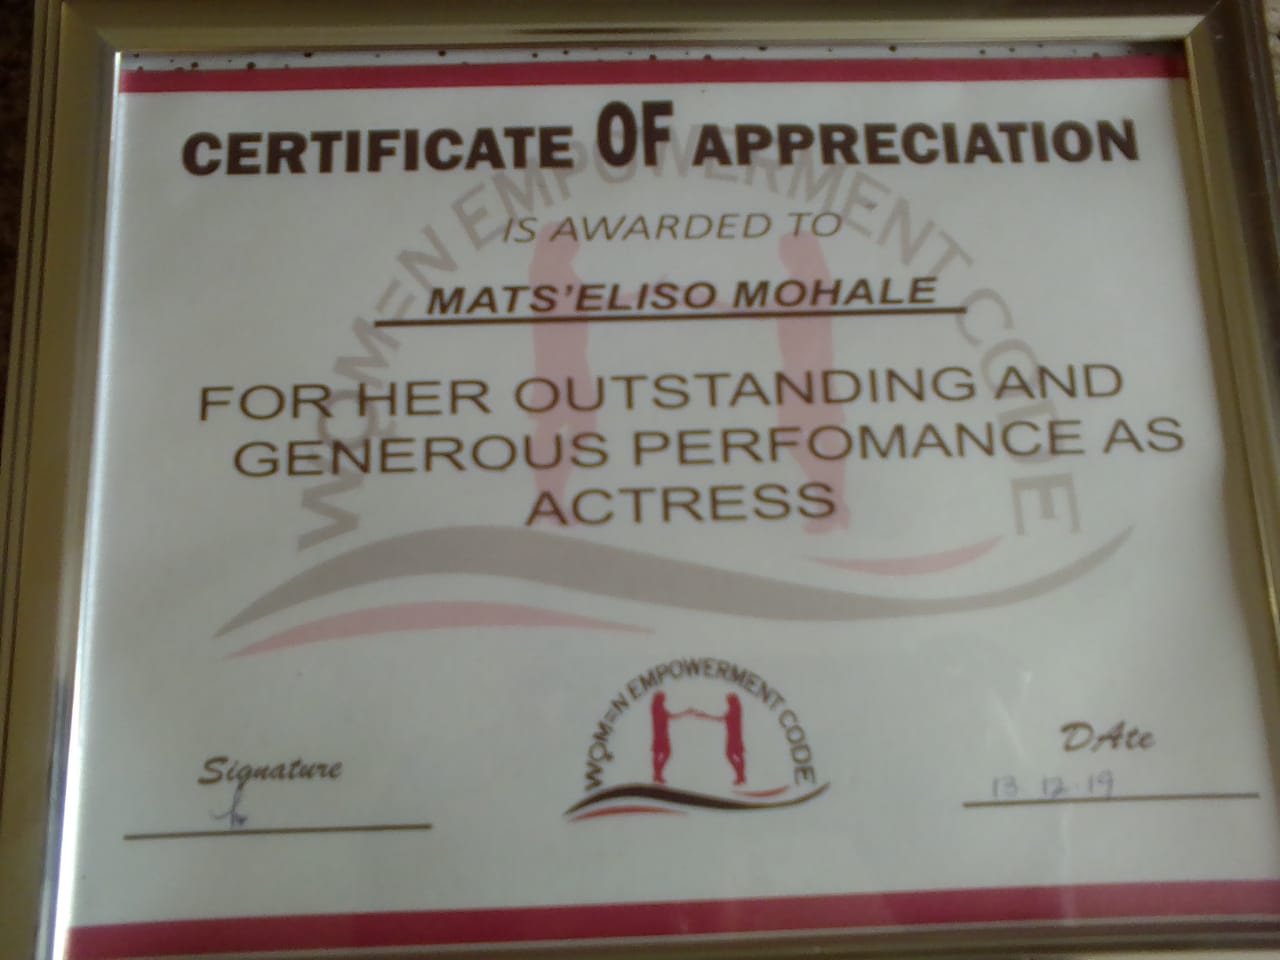 CERTIFICATE OF APPRECIATION
IS AWARDED TO
MATS'ELISO MOHALE
FOR HER OUTSTANDING AND
GENEROUS PERFOMANCE AS
ACTRESS
WOMEN EMPOWERMENT CODE
WOMEN EMPOWERMENT CODE
Signature
DAte
13 12 19